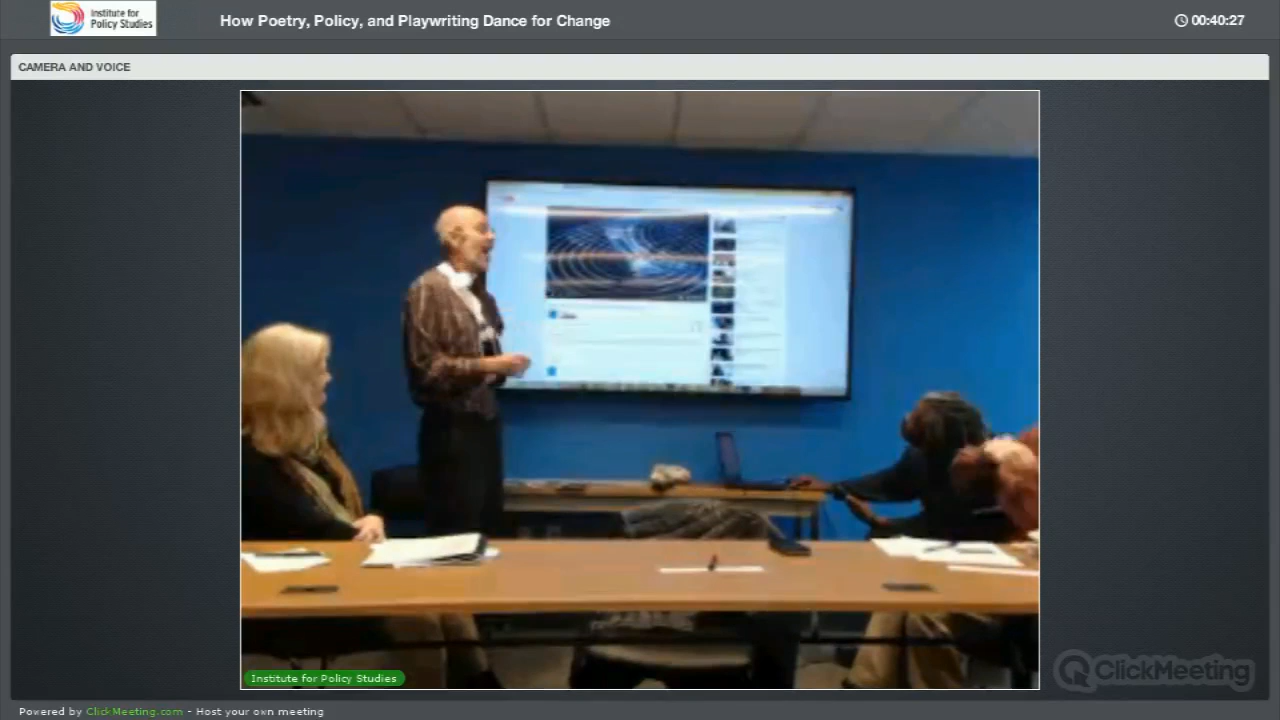 Institute for
Policy Studies
How Poetry, Policy, and Playwriting Dance for Change
00:40:27
CAMERA AND VOICE
Institute for Policy Studies
ClickMeeting
Powered by ClickMeeting.com - Host your own meeting